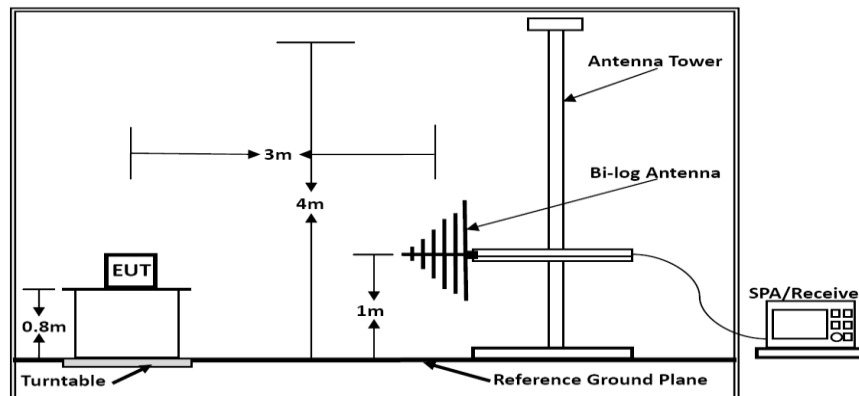 Antenna Tower
3m
Bi-log Antenna
4m
EUT
SPA/Receive
1m
0.8m
Turntable
Reference Ground Plane